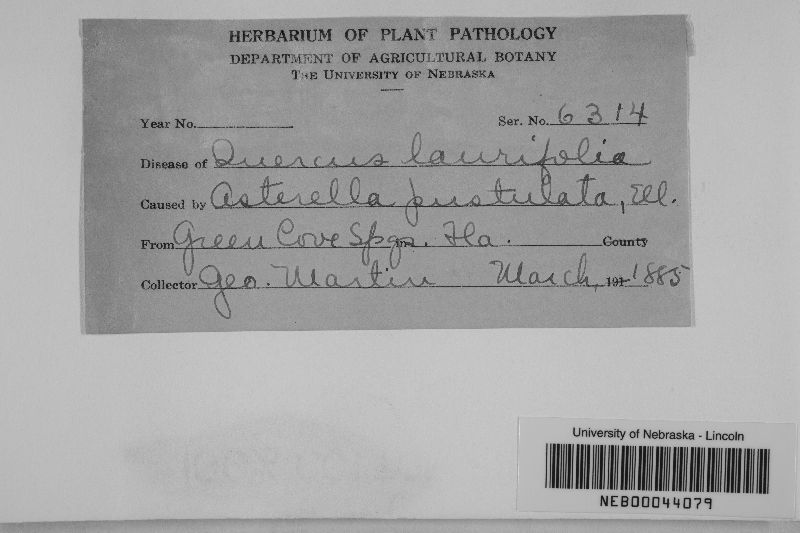 HERBARIUM OF PLANT PATHOLOGY
DEPARTMENT OF AGRICULTURAL BOTANY
THE UNIVERSITY OF NEBRASKA
Year No.
Ser. No. 6314
Disease of Quercus laurifolia
Caused by Asterella pustulata, Ell.
From Green Cove Spgs. Fla. County
Collector Geo. Martin March, 191 1885
University of Nebraska - Lincoln
NEB00044079